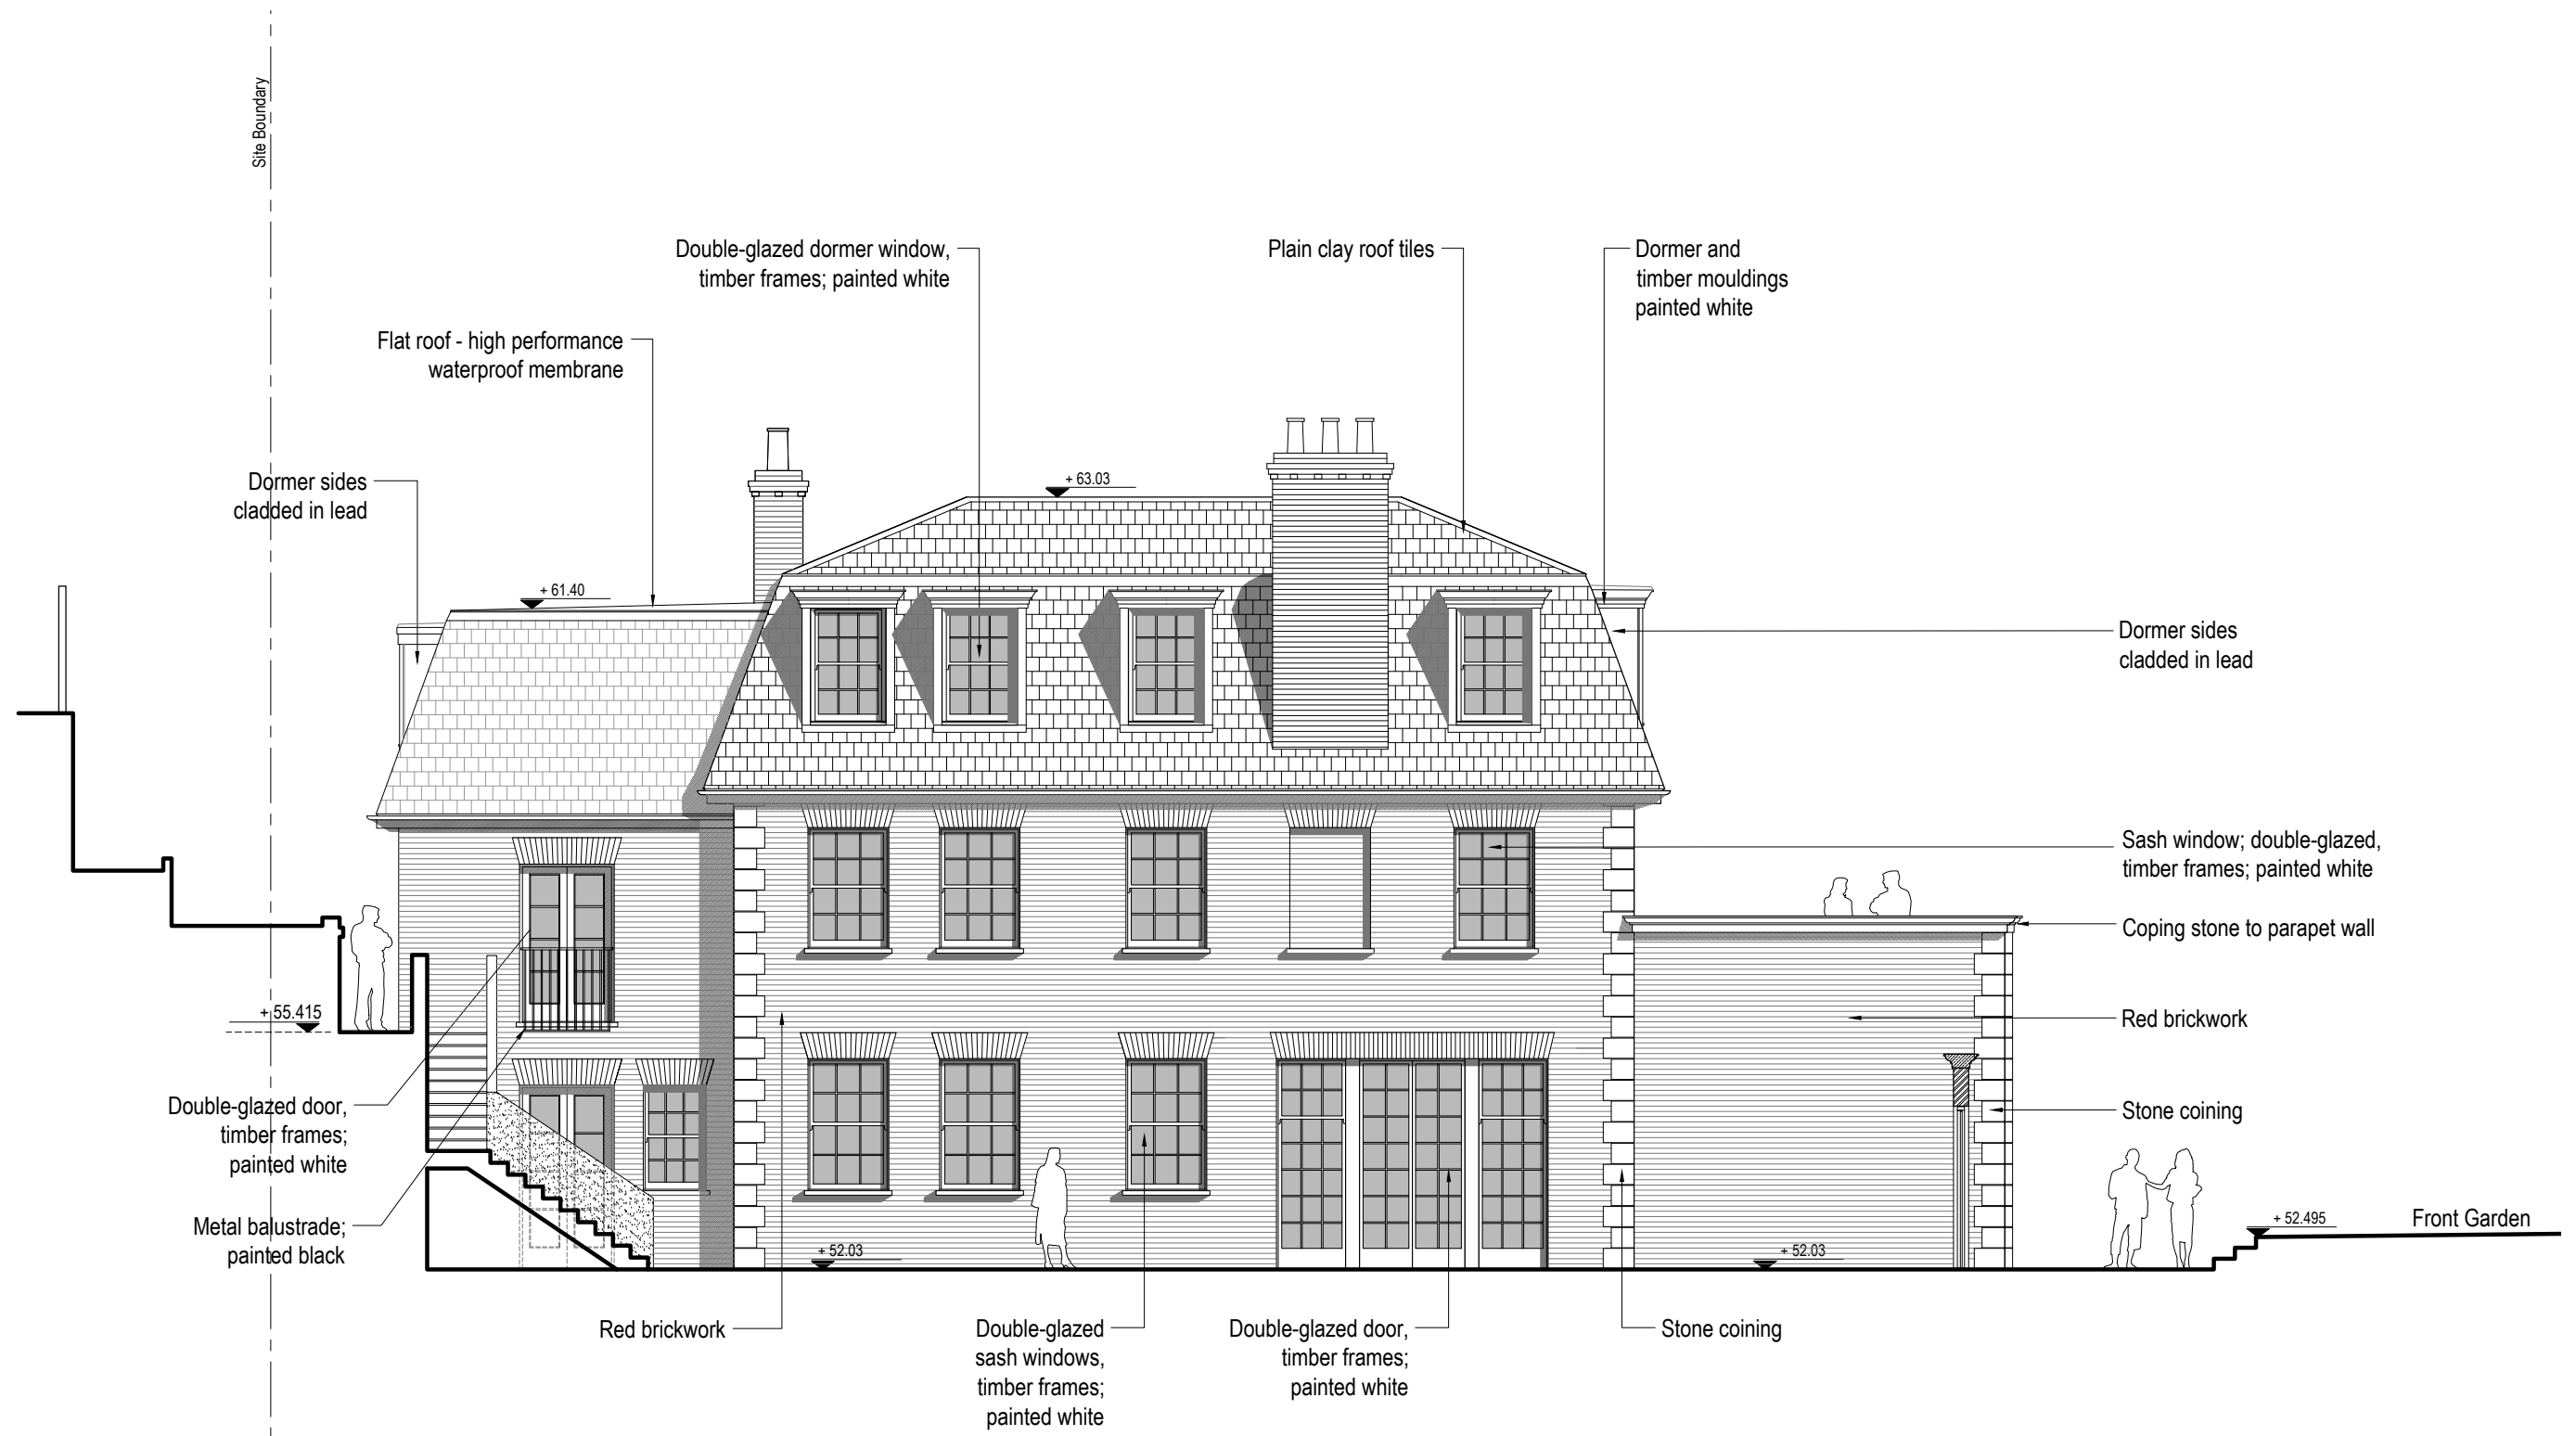 Site Boundary
Double-glazed dormer window,
timber frames; painted white
Plain clay roof tiles
Dormer and
timber mouldings
painted white
Flat roof - high performance
waterproof membrane
Dormer sides
cladded in lead
+ 63.03
+ 61.40
Dormer sides
cladded in lead
Sash window; double-glazed,
timber frames; painted white
Coping stone to parapet wall
+ 55.415
Red brickwork
Double-glazed door,
timber frames;
painted white
Stone coining
Metal balustrade;
painted black
+ 52.03
+ 52.03
+ 52.495
Front Garden
Red brickwork
Double-glazed
sash windows,
timber frames;
painted white
Double-glazed door,
timber frames;
painted white
Stone coining